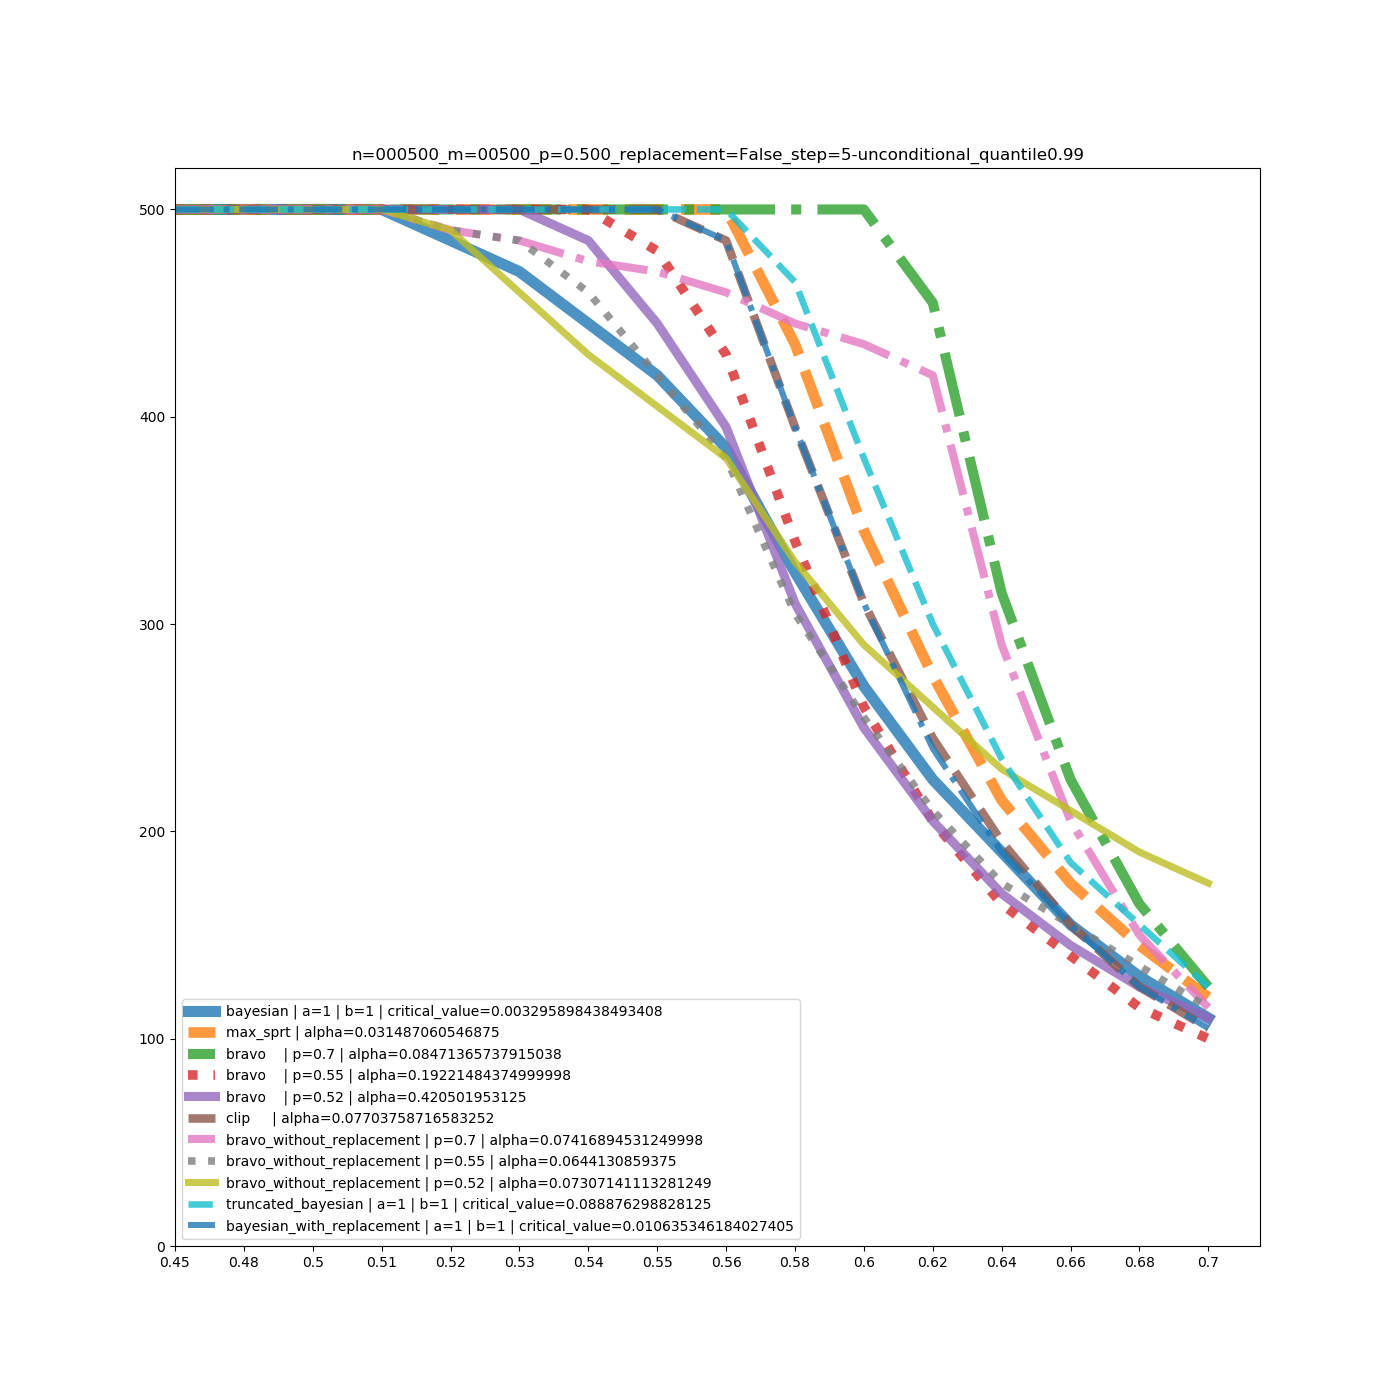 n=000500_m=00500_p=0.500_replacement=False_step=5-unconditional_quantile0.99
500
400
300
200
100
0
bayesian | a=1 | b=1 | critical_value=0.003295898438493408
max_sprt | alpha=0.031487060546875
bravo    | p=0.7 | alpha=0.08471365737915038
bravo    | p=0.55 | alpha=0.19221484374999998
bravo    | p=0.52 | alpha=0.420501953125
clip     | alpha=0.07703758716583252
bravo_without_replacement | p=0.7 | alpha=0.07416894531249998
bravo_without_replacement | p=0.55 | alpha=0.0644130859375
bravo_without_replacement | p=0.52 | alpha=0.07307141113281249
truncated_bayesian | a=1 | b=1 | critical_value=0.088876298828125
bayesian_with_replacement | a=1 | b=1 | critical_value=0.010635346184027405
0.45 0.48 0.5 0.51 0.52 0.53 0.54 0.55 0.56 0.58 0.6 0.62 0.64 0.66 0.68 0.7